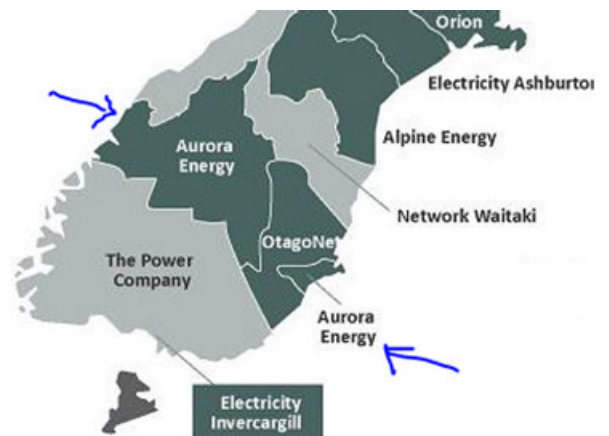 Orion
Electricity Ashburton
Aurora
Energy
Alpine Energy
Network Waitaki
OtagoNet
The Power
Company
Aurora
Energy
Electricity
Invercargill